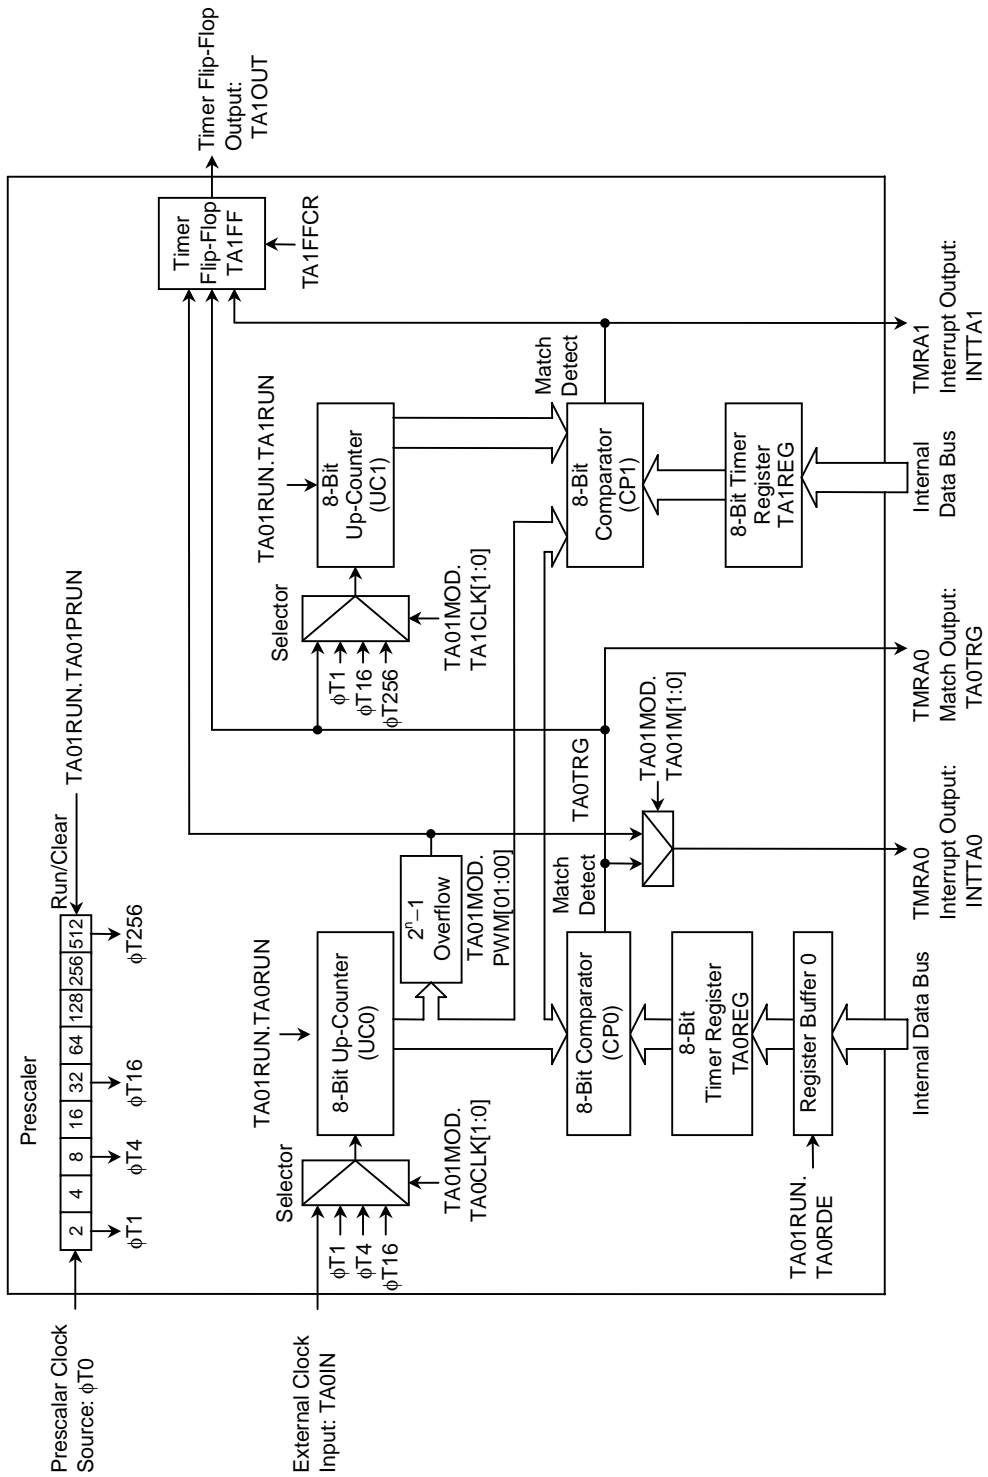 Prescalar Clock
Source: ϕT0
Prescaler
2 4 8 16 32 64 128 256 512
Run/Clear
TA01RUN.TA01PRUN
ϕT1
ϕT4
ϕT16
ϕT256
External Clock
Input: TA0IN
Selector
ϕT1
ϕT4
ϕT16
TA01MOD.
TA0CLK[1:0]
TA01RUN.TA0RUN
8-Bit Up-Counter
(UC0)
2ⁿ−1
Overflow
TA01MOD.
PWM[01:00]
8-Bit Comparator
(CP0)
Match
Detect
TA0TRG
8-Bit
Timer Register
TA0REG
Register Buffer 0
TA01RUN.
TA0RDE
Internal Data Bus
TA01MOD.
TA01M[1:0]
TMRA0
Interrupt Output:
INTTA0
TMRA0
Match Output:
TA0TRG
Selector
ϕT1
ϕT16
ϕT256
TA01MOD.
TA1CLK[1:0]
TA01RUN.TA1RUN
8-Bit
Up-Counter
(UC1)
8-Bit
Comparator
(CP1)
Match
Detect
8-Bit Timer
Register
TA1REG
Internal
Data Bus
TMRA1
Interrupt Output:
INTTA1
Timer
Flip-Flop
TA1FF
TA1FFCR
Timer Flip-Flop
Output:
TA1OUT